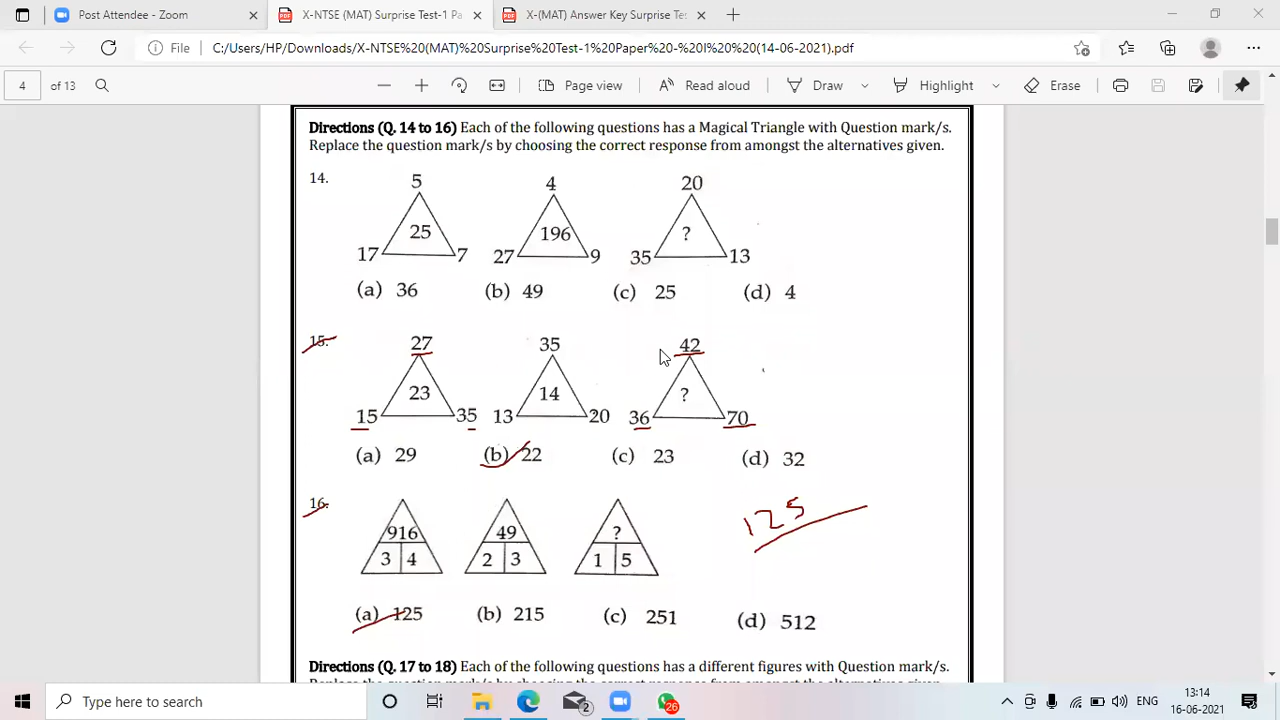 Post Attendee - Zoom
X-NTSE (MAT) Surprise Test-1 Pa
X-(MAT) Answer Key Surprise Tes
File C:/Users/HP/Downloads/X-NTSE%20(MAT)%20Surprise%20Test-1%20Paper%20-%20I%20%20(14-06-2021).pdf
4 of 13 Page view Read aloud Draw Highlight Erase
Directions (Q. 14 to 16) Each of the following questions has a Magical Triangle with Question mark/s.
Replace the question mark/s by choosing the correct response from amongst the alternatives given.
14. 5 4 20
25 196 ?
17 7 27 9 35 13
(a) 36 (b) 49 (c) 25 (d) 4
15. 27 35 42
23 14 ?
15 35 13 20 36 70
(a) 29 (b) 22 (c) 23 (d) 32
16. 125
916 49 ?
3 4 2 3 1 5
(a) 125 (b) 215 (c) 251 (d) 512
Directions (Q. 17 to 18) Each of the following questions has a different figures with Question mark/s.
Type here to search 2 26 ENG 13:14
16-06-2021